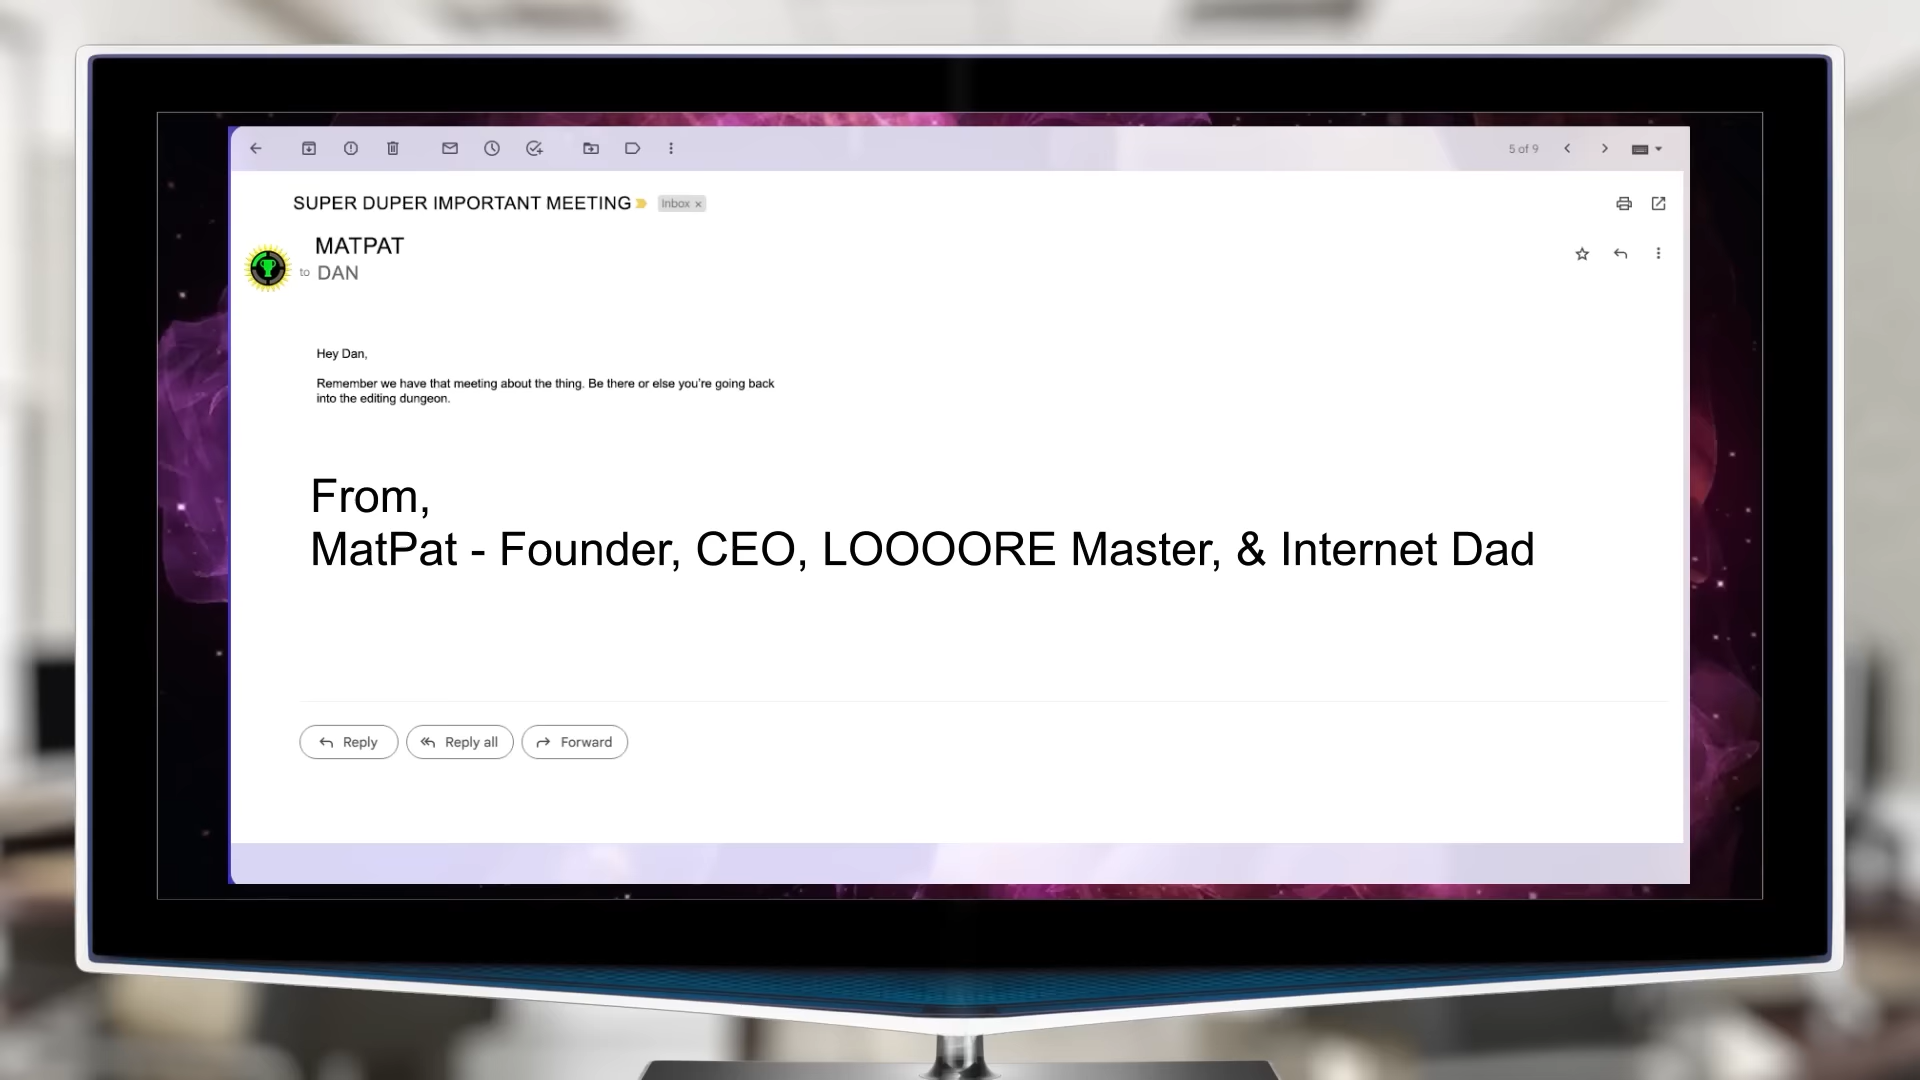 5 of 9
SUPER DUPER IMPORTANT MEETING Inbox x
MATPAT
to DAN
Hey Dan,
Remember we have that meeting about the thing. Be there or else you're going back
into the editing dungeon.
From,
MatPat - Founder, CEO, LOOOORE Master, & Internet Dad
Reply Reply all Forward